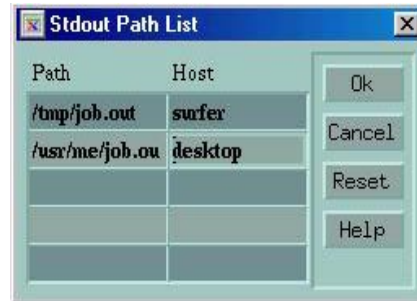 Stdout Path List
Path Host
/tmp/job.out surfer
/usr/me/job.ou desktop
Ok
Cancel
Reset
Help